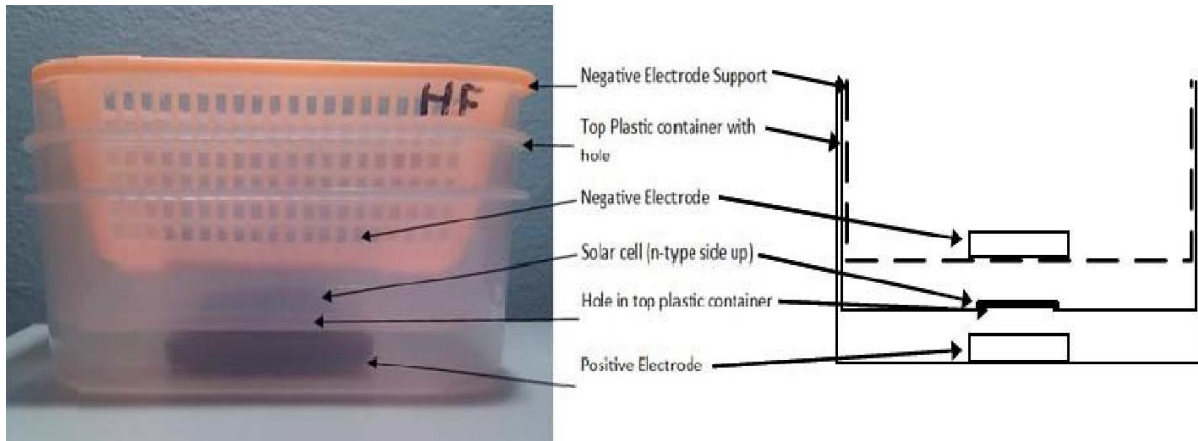 HF
Negative Electrode Support
Top Plastic container with
hole
Negative Electrode
Solar cell (n-type side up)
Hole in top plastic container
Positive Electrode